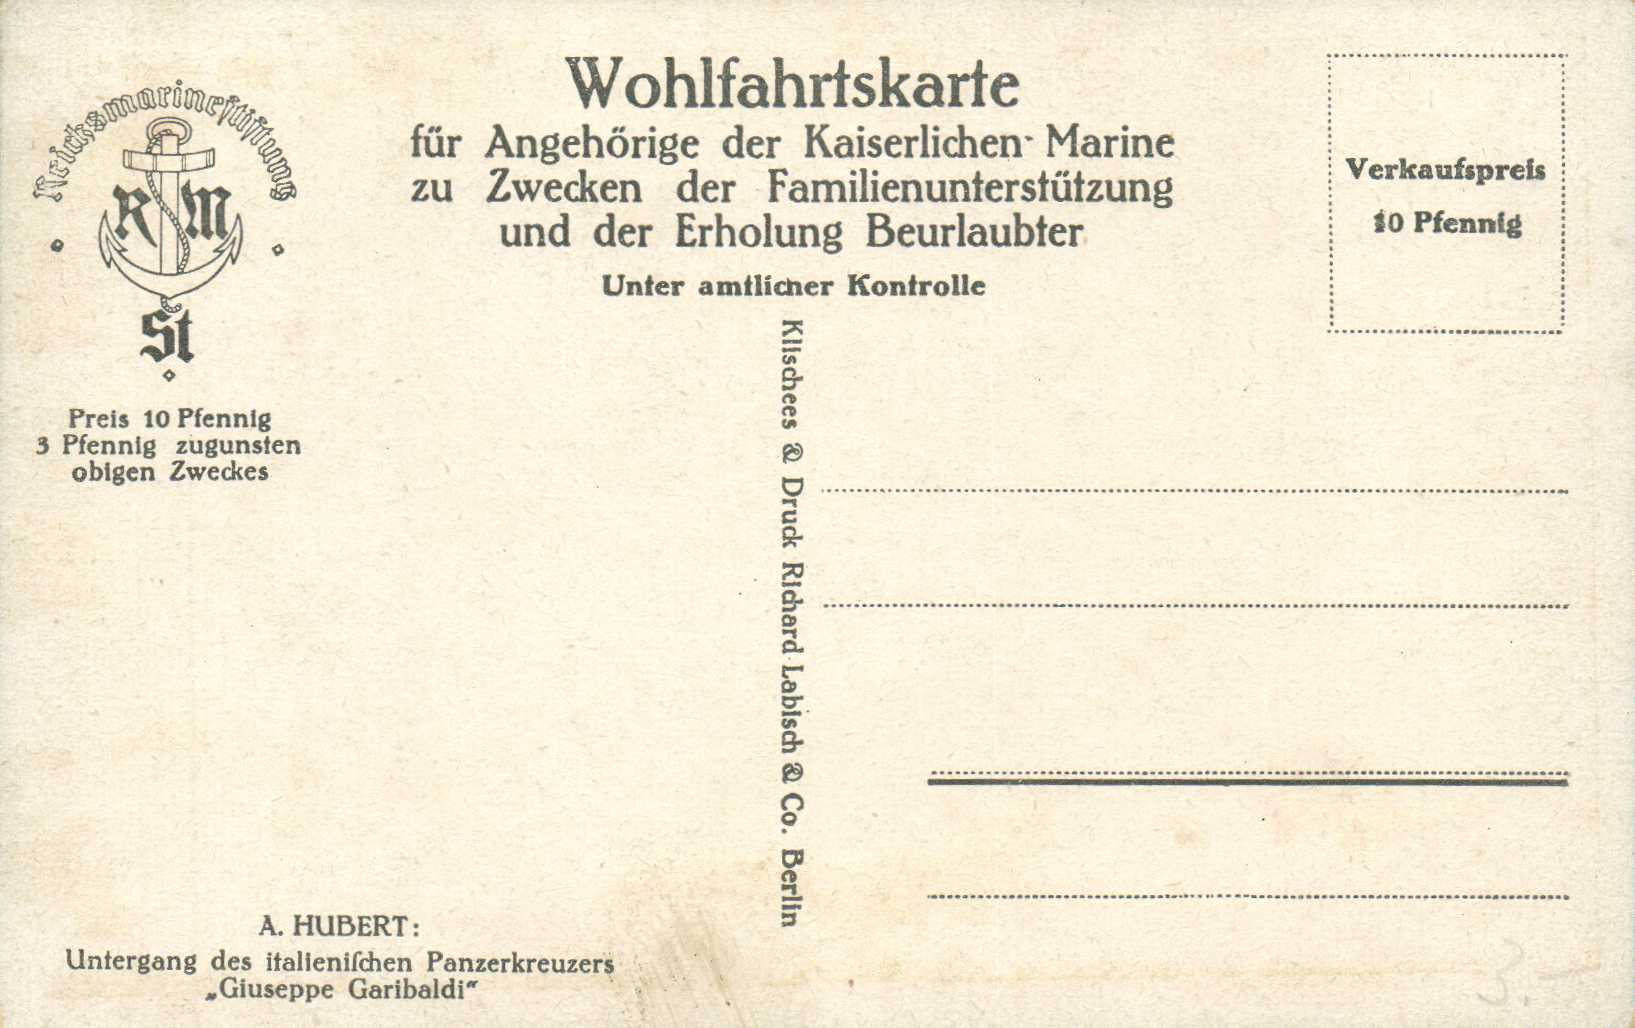 Reichsmarinestiftung
R M
St
Preis 10 Pfennig
3 Pfennig zugunsten
obigen Zweckes
Wohlfahrtskarte
für Angehörige der Kaiserlichen Marine
zu Zwecken der Familienunterstützung
und der Erholung Beurlaubter
Unter amtlicher Kontrolle
Verkaufspreis
10 Pfennig
Klischees & Druck Richard Labisch & Co. Berlin
A. HUBERT:
Untergang des italieniſchen Panzerkreuzers
„Giuseppe Garibaldi“
3.–